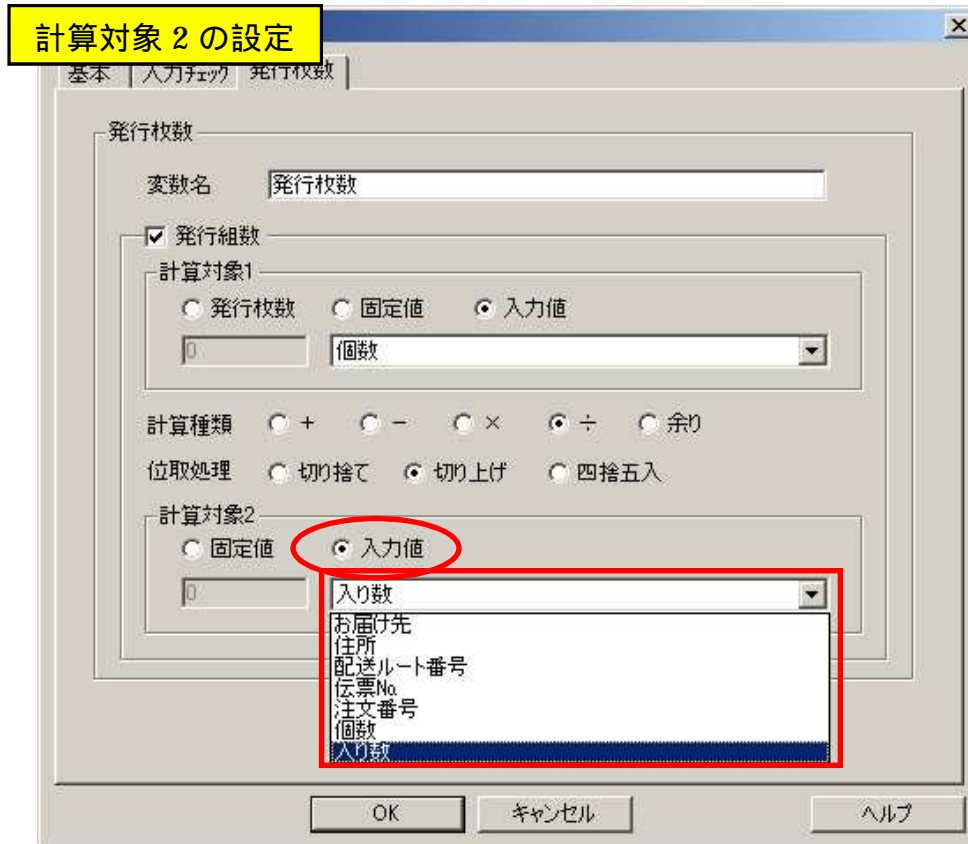 計算対象2の設定
基本 入力チェック 発行枚数
発行枚数
変数名 発行枚数
発行組数
計算対象1
発行枚数 固定値 入力値
0 個数
計算種類 + - × ÷ 余り
位取処理 切り捨て 切り上げ 四捨五入
計算対象2
固定値 入力値
0 入り数
お届け先
住所
配送ルート番号
伝票No.
注文番号
個数
入り数
OK キャンセル ヘルプ